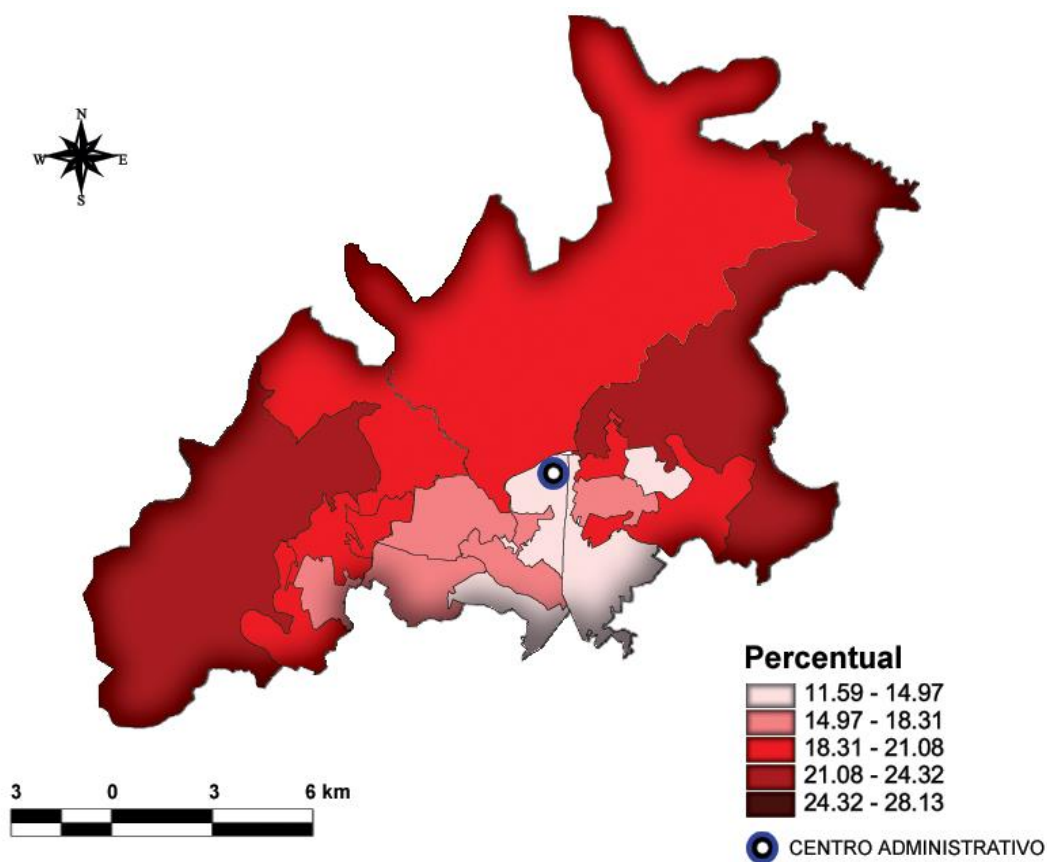 N
W E
S
3 0 3 6 km
Percentual
11.59 - 14.97
14.97 - 18.31
18.31 - 21.08
21.08 - 24.32
24.32 - 28.13
CENTRO ADMINISTRATIVO